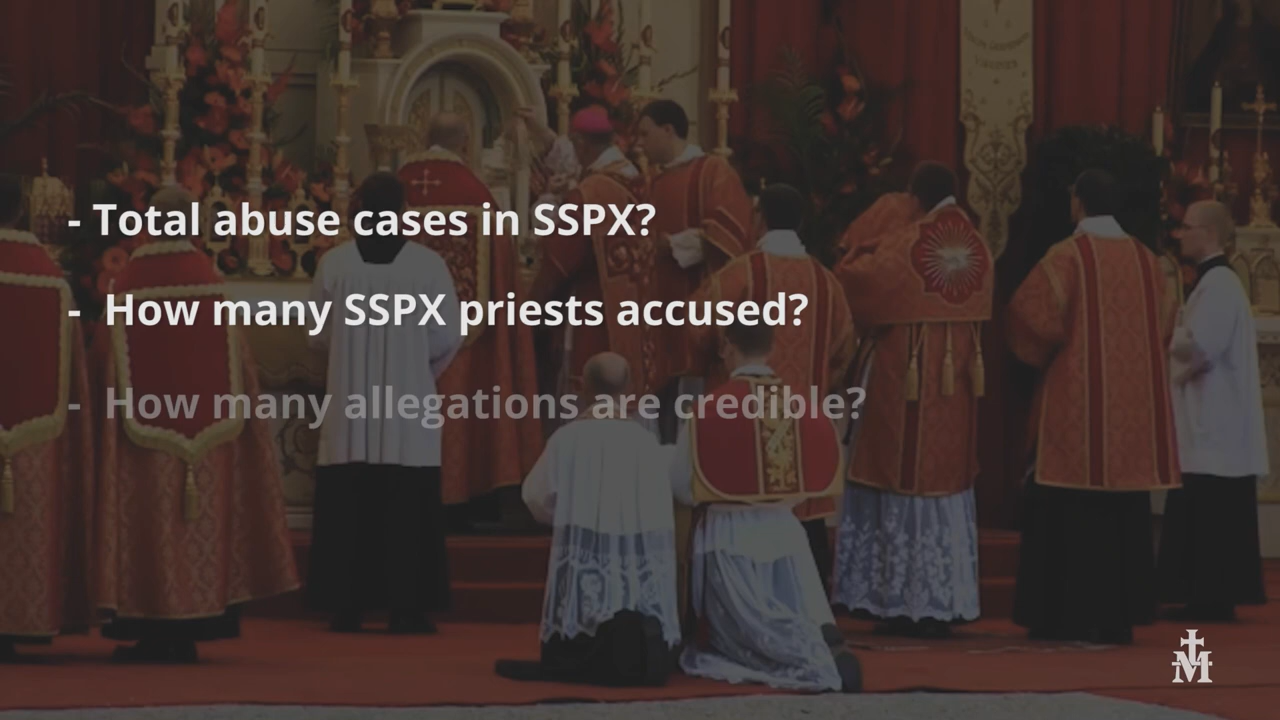 - Total abuse cases in SSPX?
- How many SSPX priests accused?
- How many allegations are credible?